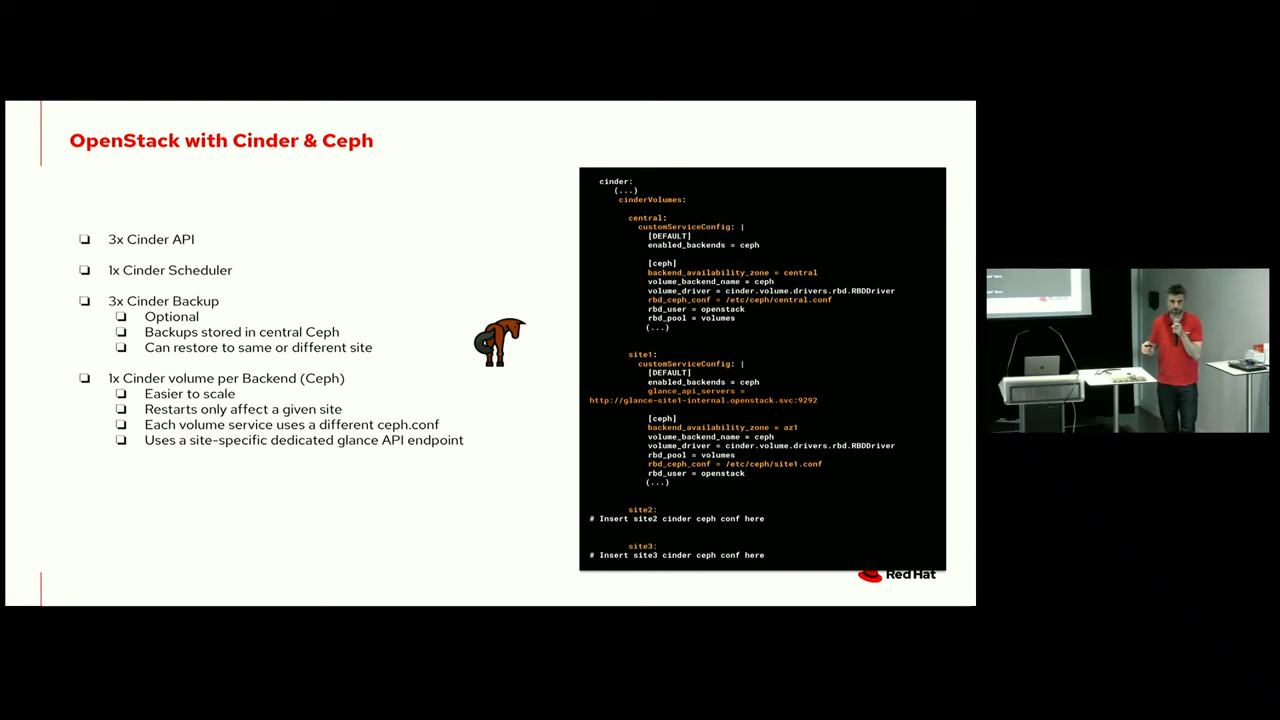 OpenStack with Cinder & Ceph
3x Cinder API
1x Cinder Scheduler
3x Cinder Backup
Optional
Backups stored in central Ceph
Can restore to same or different site
1x Cinder volume per Backend (Ceph)
Easier to scale
Restarts only affect a given site
Each volume service uses a different ceph.conf
Uses a site-specific dedicated glance API endpoint
cinder:
(...)
cinderVolumes:
central:
customServiceConfig: |
[DEFAULT]
enabled_backends = ceph
[ceph]
backend_availability_zone = central
volume_backend_name = ceph
volume_driver = cinder.volume.drivers.rbd.RBDDriver
rbd_ceph_conf = /etc/ceph/central.conf
rbd_user = openstack
rbd_pool = volumes
(...)
site1:
customServiceConfig: |
[DEFAULT]
enabled_backends = ceph
glance_api_servers =
http://glance-site1-internal.openstack.svc:9292
[ceph]
backend_availability_zone = az1
volume_backend_name = ceph
volume_driver = cinder.volume.drivers.rbd.RBDDriver
rbd_pool = volumes
rbd_ceph_conf = /etc/ceph/site1.conf
rbd_user = openstack
(...)
site2:
# Insert site2 cinder ceph conf here
site3:
# Insert site3 cinder ceph conf here
Red Hat